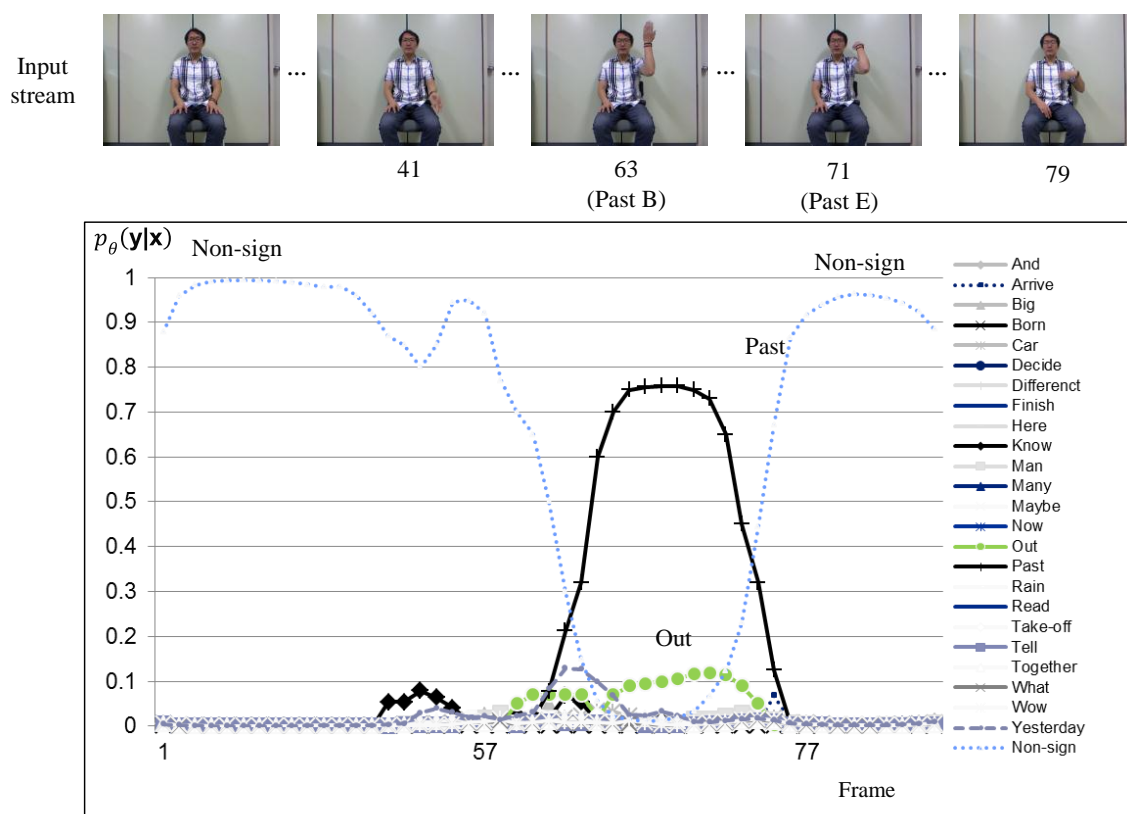 Input
stream
...
...
...
...
41
63
71
79
(Past B)
(Past E)
pθ(y|x)
Non-sign
Non-sign
1
0.9
0.8
0.7
0.6
0.5
0.4
0.3
0.2
0.1
0
Past
Out
1
57
77
Frame
And
Arrive
Big
Born
Car
Decide
Differenct
Finish
Here
Know
Man
Many
Maybe
Now
Out
Past
Rain
Read
Take-off
Tell
Together
What
Wow
Yesterday
Non-sign